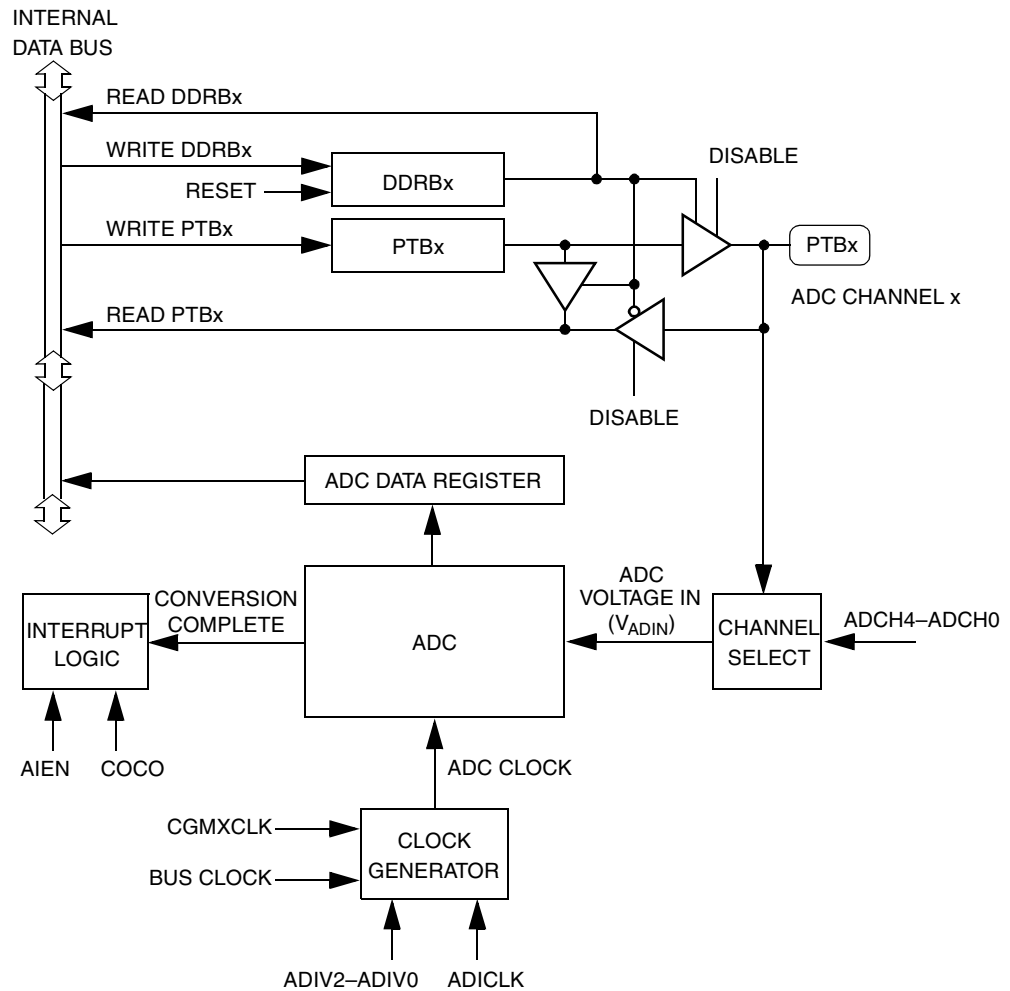 INTERNAL
DATA BUS
READ DDRBx
WRITE DDRBx
DISABLE
DDRBx
RESET
WRITE PTBx
PTBx
PTBx
ADC CHANNEL x
READ PTBx
DISABLE
ADC DATA REGISTER
CONVERSION
COMPLETE
INTERRUPT
LOGIC
ADC
ADC
VOLTAGE IN
(VADIN)
CHANNEL
SELECT
ADCH4–ADCH0
AIEN
COCO
ADC CLOCK
CGMXCLK
CLOCK
GENERATOR
BUS CLOCK
ADIV2–ADIV0
ADICLK